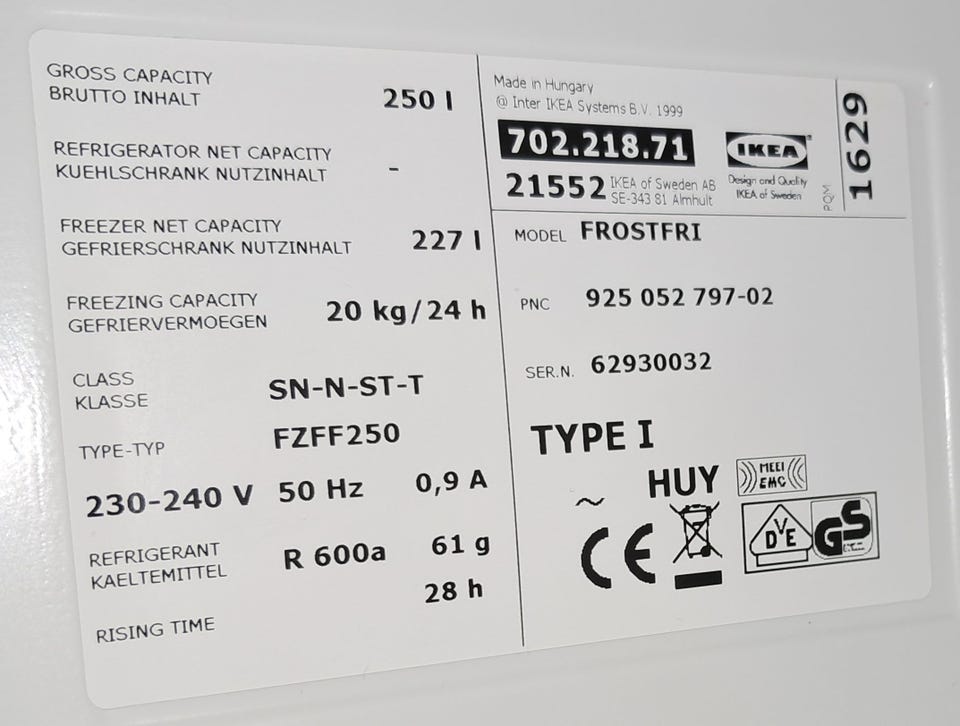 GROSS CAPACITY
BRUTTO INHALT
250 l
REFRIGERATOR NET CAPACITY
KUEHLSCHRANK NUTZINHALT
-
FREEZER NET CAPACITY
GEFRIERSCHRANK NUTZINHALT
227 l
FREEZING CAPACITY
GEFRIERVERMOEGEN
20 kg/24 h
CLASS
KLASSE
SN-N-ST-T
TYPE-TYP
FZFF250
230-240 V 50 Hz 0,9 A
REFRIGERANT
KAELTEMITTEL
R 600a 61 g
28 h
RISING TIME
Made in Hungary
@ Inter IKEA Systems B.V. 1999
702.218.71
21552
IKEA of Sweden AB
SE-343 81 Älmhult
IKEA
Design and Quality
IKEA of Sweden
PQM
1629
MODEL FROSTFRI
PNC 925 052 797-02
SER.N. 62930032
TYPE I
~
HUY
MEEI
EMC
CE
DVE
GS